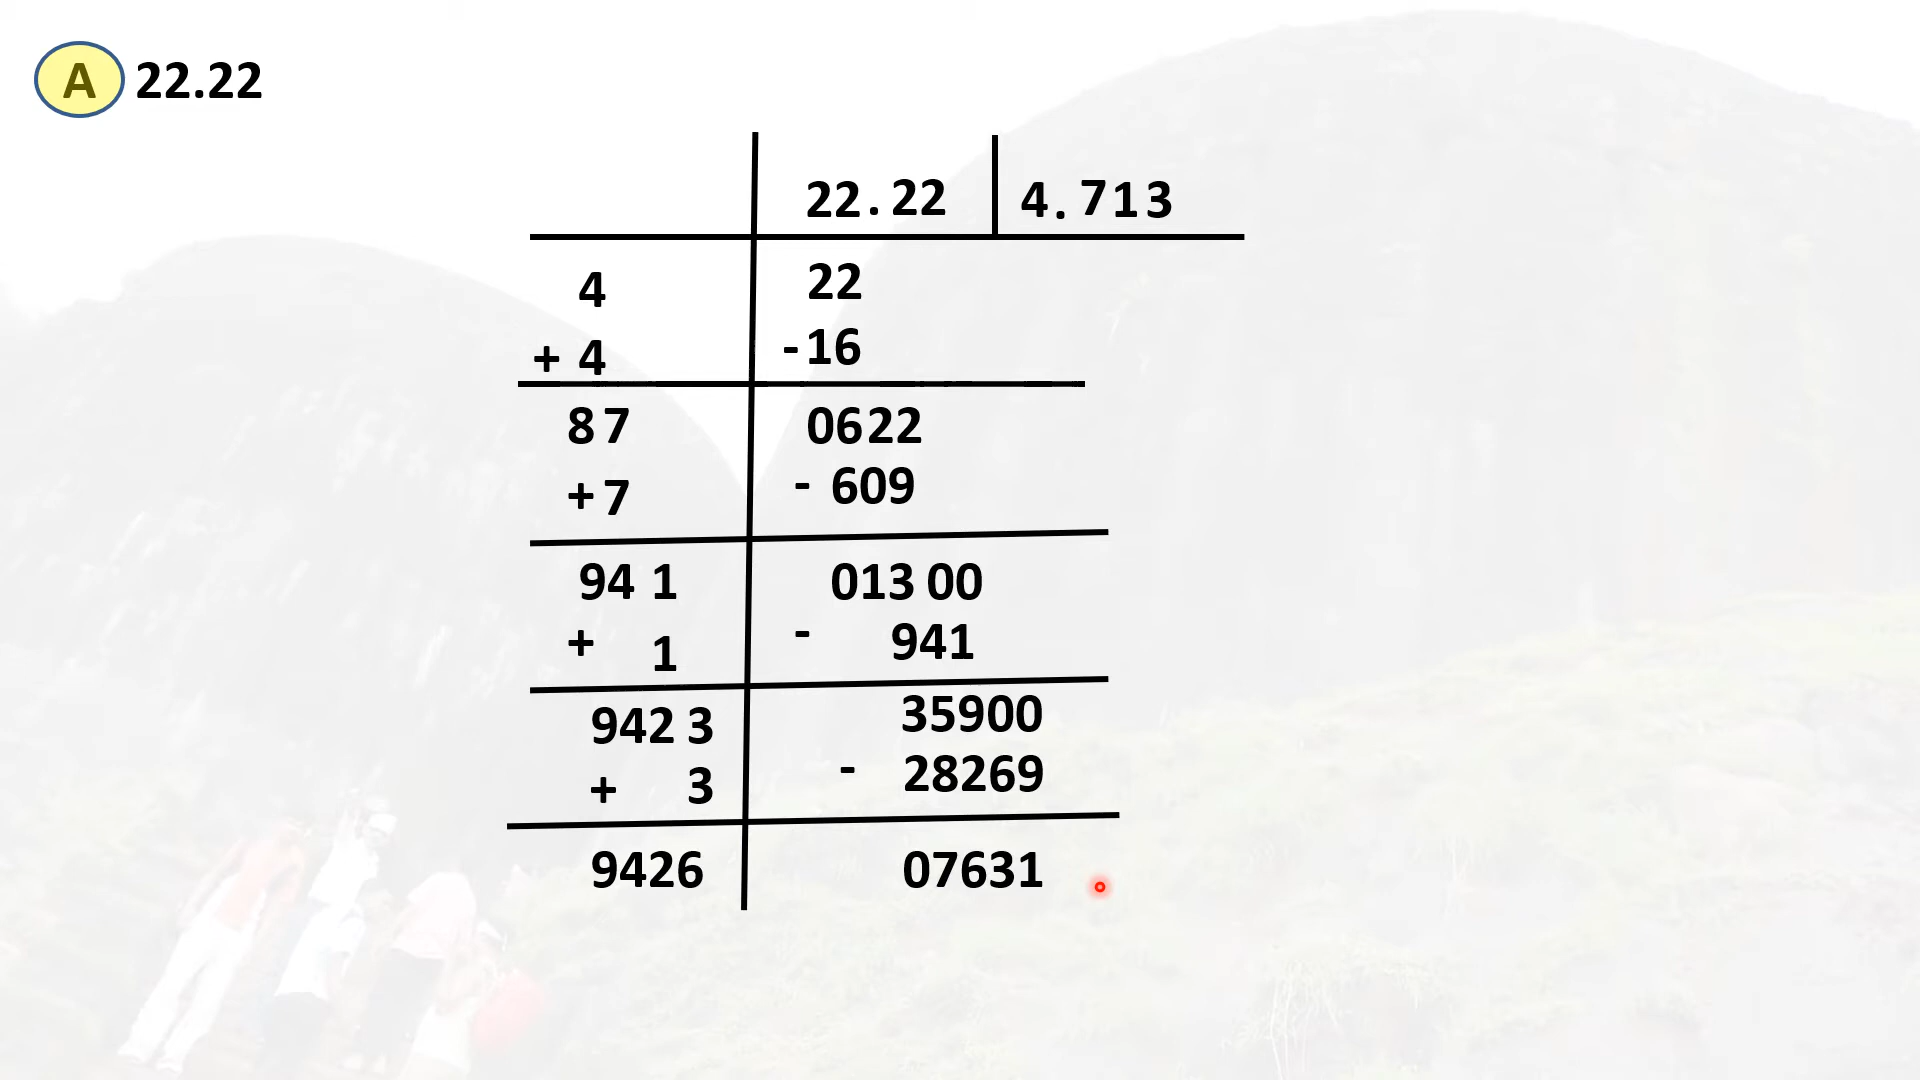 A 22.22
22.22 4.713
4 22
+ 4 -16
87 0622
+7 - 609
94 1 013 00
+ 1 - 941
942 3 35900
+ 3 - 28269
9426 07631